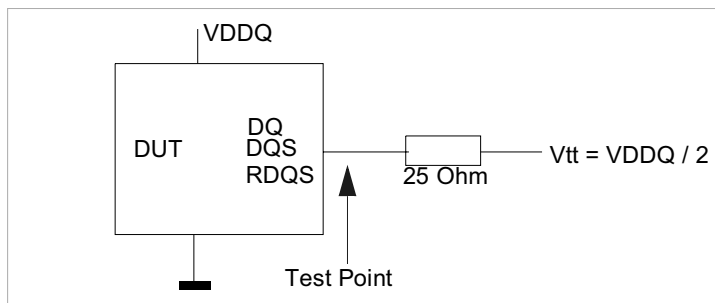 VDDQ
DQ
DUT
DQS
RDQS
Vtt = VDDQ / 2
25 Ohm
Test Point